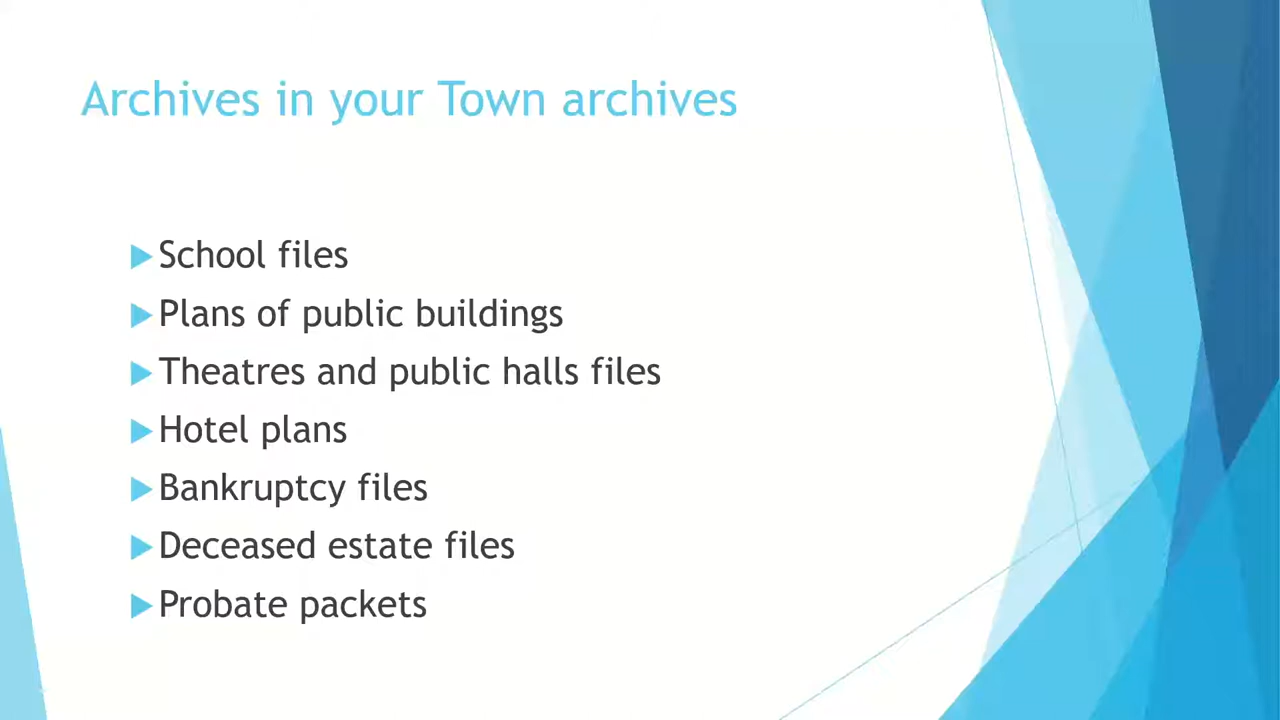 Archives in your Town archives
School files
Plans of public buildings
Theatres and public halls files
Hotel plans
Bankruptcy files
Deceased estate files
Probate packets